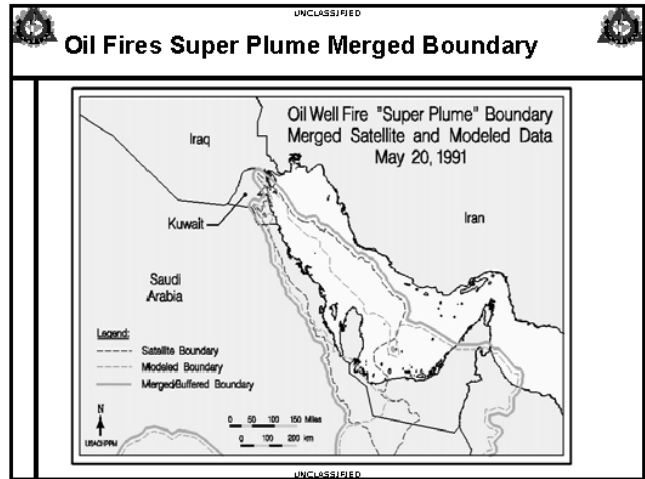 UNCLASSIFIED
Oil Fires Super Plume Merged Boundary
Oil Well Fire "Super Plume" Boundary
Merged Satellite and Modeled Data
May 20, 1991
Iraq
Kuwait
Iran
Saudi
Arabia
Legend:
Satellite Boundary
Modeled Boundary
Merged/Buffered Boundary
N
USACHPPM
0 50 100 150 Miles
0 100 200 km
UNCLASSIFIED